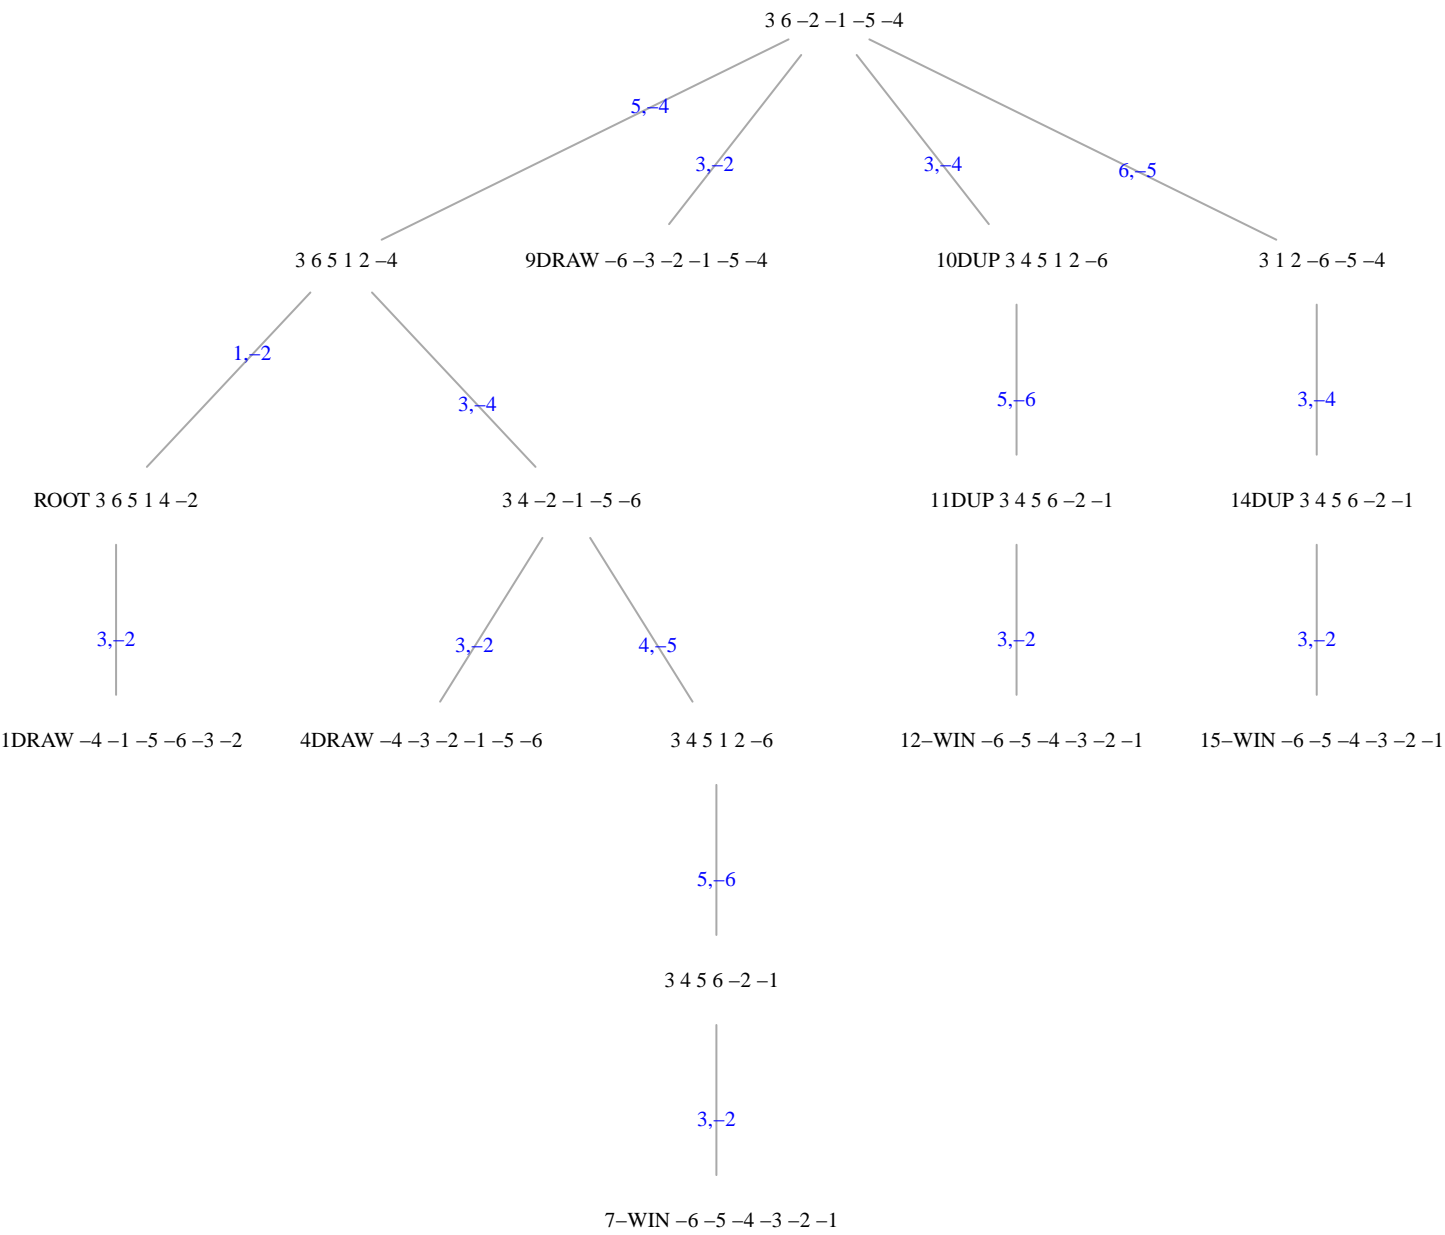 3 6 –2 –1 –5 –4
5,–4
3,–2
3,–4
6,–5
3 6 5 1 2 –4
9DRAW –6 –3 –2 –1 –5 –4
10DUP 3 4 5 1 2 –6
3 1 2 –6 –5 –4
1,–2
3,–4
5,–6
3,–4
ROOT 3 6 5 1 4 –2
3 4 –2 –1 –5 –6
11DUP 3 4 5 6 –2 –1
14DUP 3 4 5 6 –2 –1
3,–2
3,–2
4,–5
3,–2
3,–2
1DRAW –4 –1 –5 –6 –3 –2
4DRAW –4 –3 –2 –1 –5 –6
3 4 5 1 2 –6
12–WIN –6 –5 –4 –3 –2 –1
15–WIN –6 –5 –4 –3 –2 –1
5,–6
3 4 5 6 –2 –1
3,–2
7–WIN –6 –5 –4 –3 –2 –1